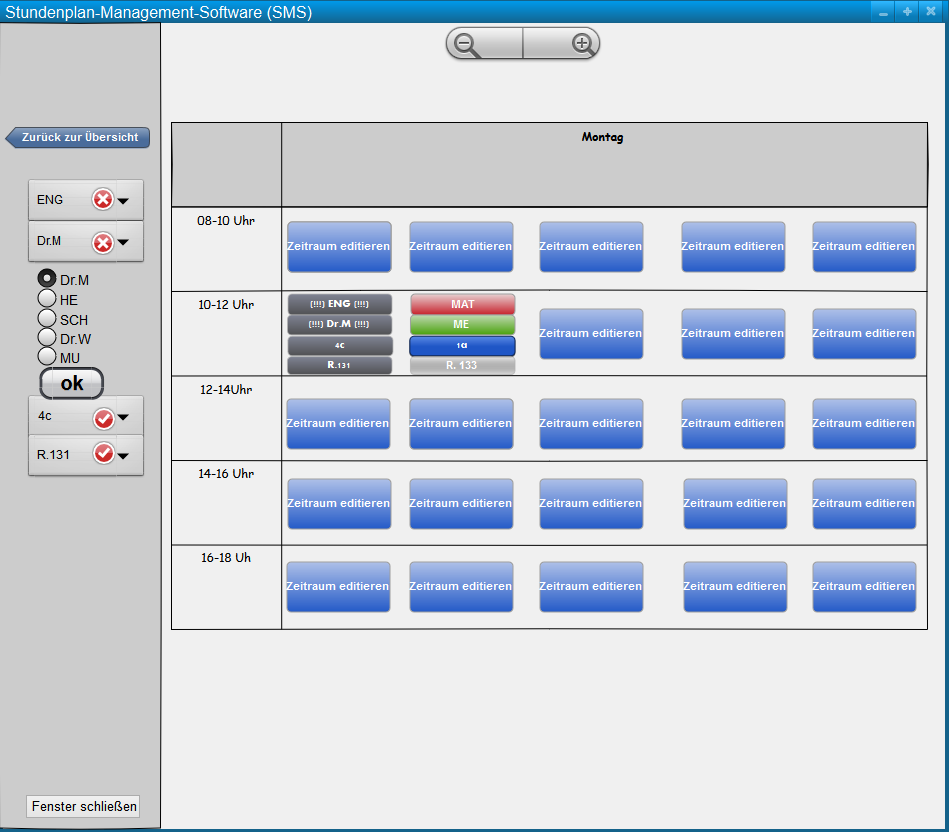 Stundenplan-Management-Software (SMS)
Zurück zur Übersicht
ENG
Dr.M
Dr.M
HE
SCH
Dr.W
MU
ok
4c
R.131
Fenster schließen
Montag
08-10 Uhr
Zeitraum editieren Zeitraum editieren Zeitraum editieren Zeitraum editieren Zeitraum editieren
10-12 Uhr
(!!!) ENG (!!!) MAT
(!!!) Dr.M (!!!) ME
4c 1a
R.131 R. 133
Zeitraum editieren Zeitraum editieren Zeitraum editieren
12-14Uhr
Zeitraum editieren Zeitraum editieren Zeitraum editieren Zeitraum editieren Zeitraum editieren
14-16 Uhr
Zeitraum editieren Zeitraum editieren Zeitraum editieren Zeitraum editieren Zeitraum editieren
16-18 Uh
Zeitraum editieren Zeitraum editieren Zeitraum editieren Zeitraum editieren Zeitraum editieren